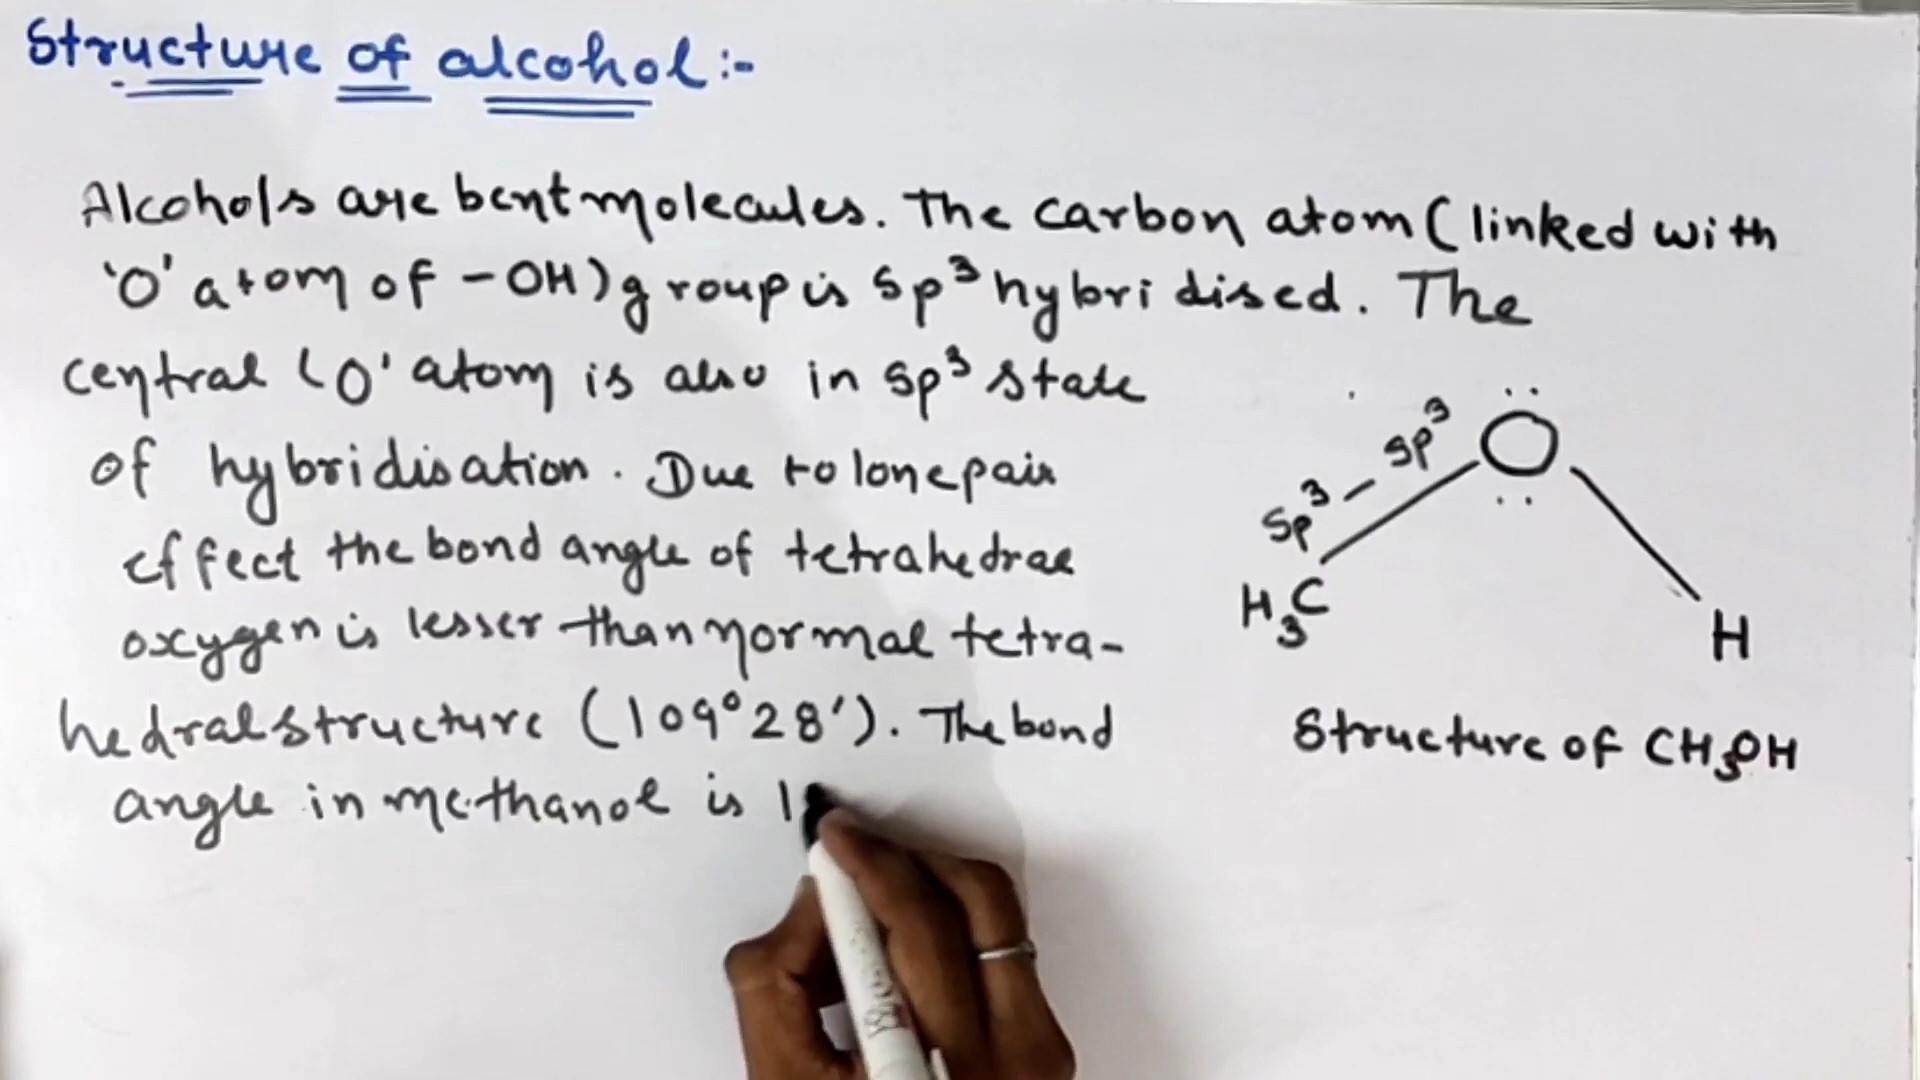 Structure of alcohol:-
Alcohols are bent molecules. The carbon atom (linked with
'O' atom of -OH) group is sp³ hybridised. The
central 'O' atom is also in sp³ state
of hybridisation. Due to lonepair
effect the bond angle of tetrahedral
oxygen is lesser than normal tetra-
hedral structure (109°28'). The bond
angle in methanol is 1
sp³ - sp³
O
H₃C
H
Structure of CH₃OH